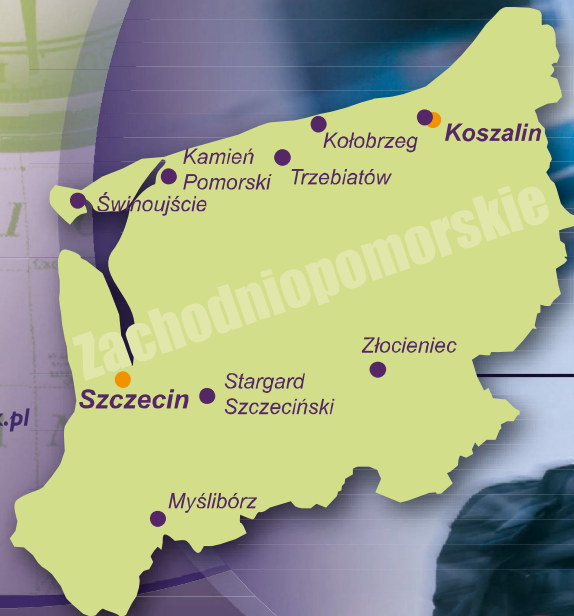 Koszalin
Kołobrzeg
Kamień
Pomorski
Trzebiatów
Świnoujście
Zachodniopomorskie
Złocieniec
Szczecin
Stargard
Szczeciński
.pl
Myślibórz